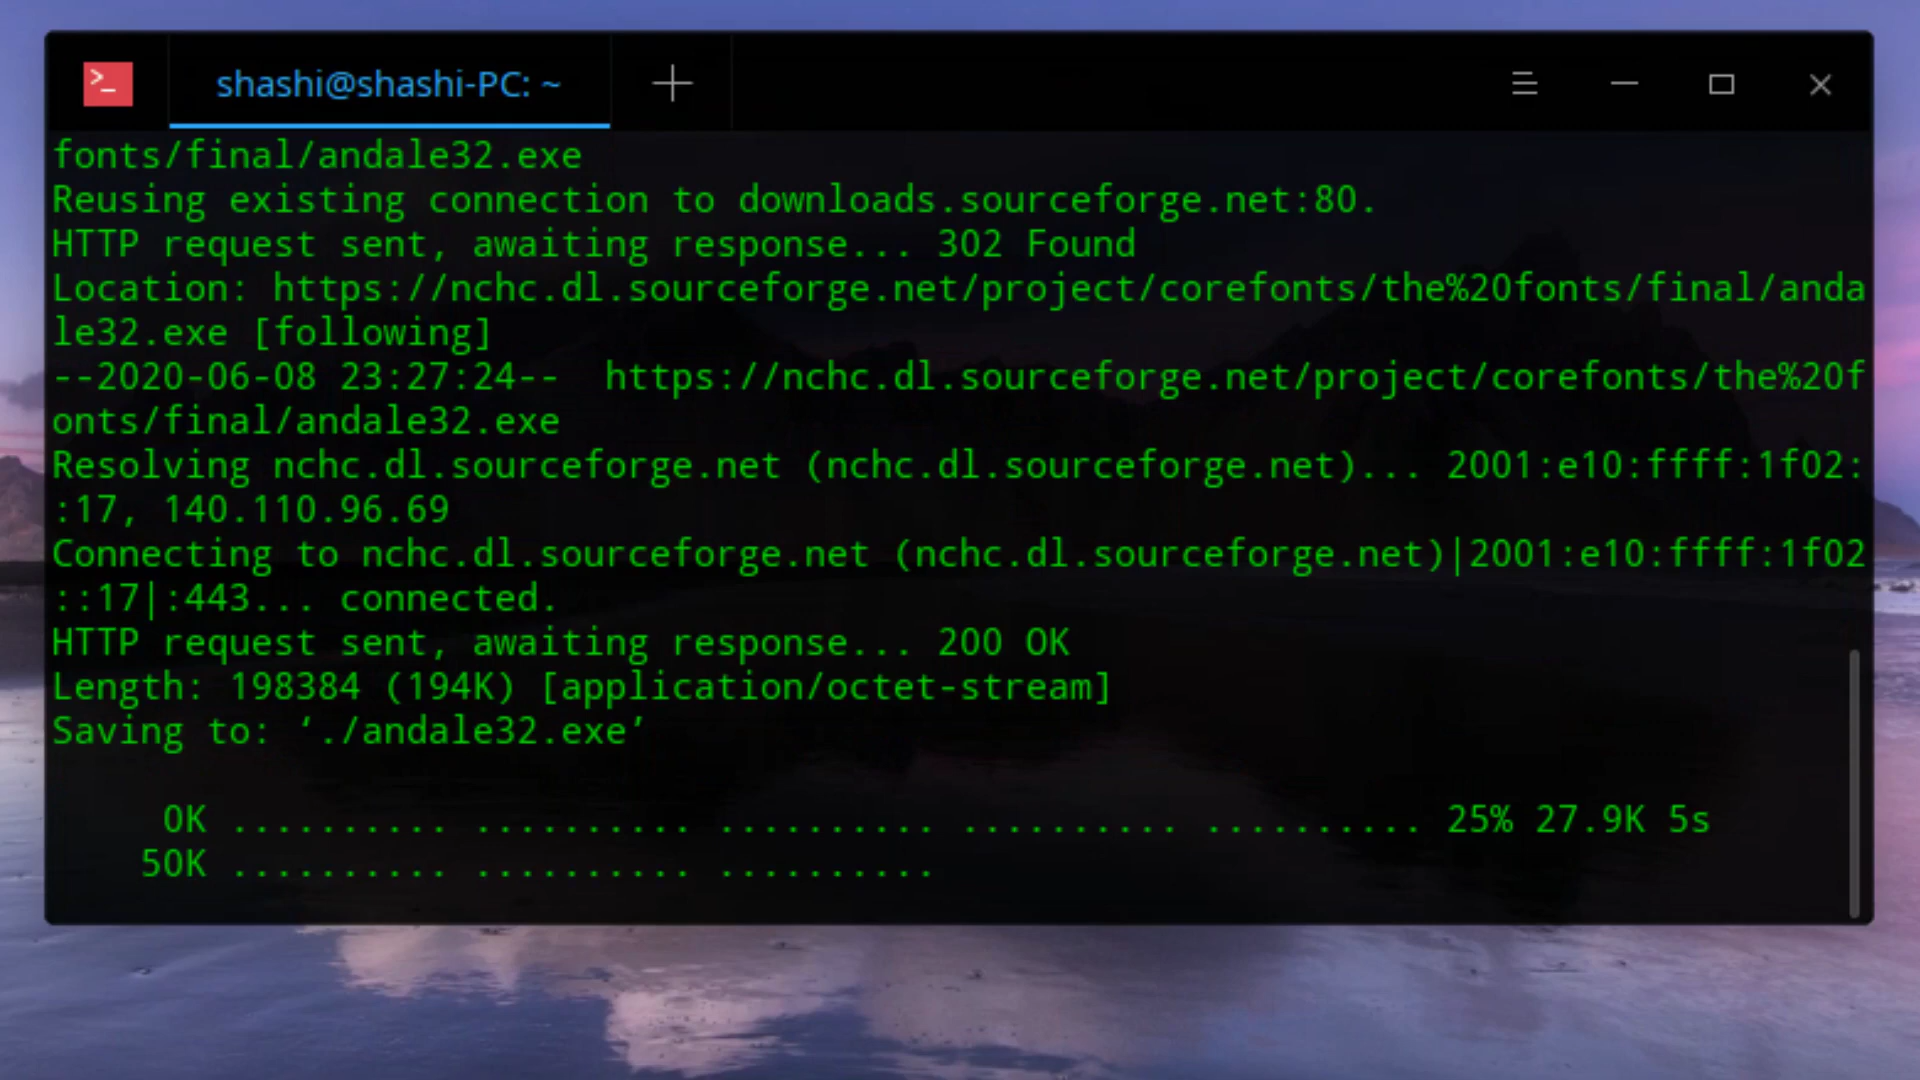 shashi@shashi-PC: ~
fonts/final/andale32.exe
Reusing existing connection to downloads.sourceforge.net:80.
HTTP request sent, awaiting response... 302 Found
Location: https://nchc.dl.sourceforge.net/project/corefonts/the%20fonts/final/anda
le32.exe [following]
--2020-06-08 23:27:24--  https://nchc.dl.sourceforge.net/project/corefonts/the%20f
onts/final/andale32.exe
Resolving nchc.dl.sourceforge.net (nchc.dl.sourceforge.net)... 2001:e10:ffff:1f02:
:17, 140.110.96.69
Connecting to nchc.dl.sourceforge.net (nchc.dl.sourceforge.net)|2001:e10:ffff:1f02
::17|:443... connected.
HTTP request sent, awaiting response... 200 OK
Length: 198384 (194K) [application/octet-stream]
Saving to: ‘./andale32.exe’
0K .......... .......... .......... .......... .......... 25% 27.9K 5s
50K .......... .......... ..........